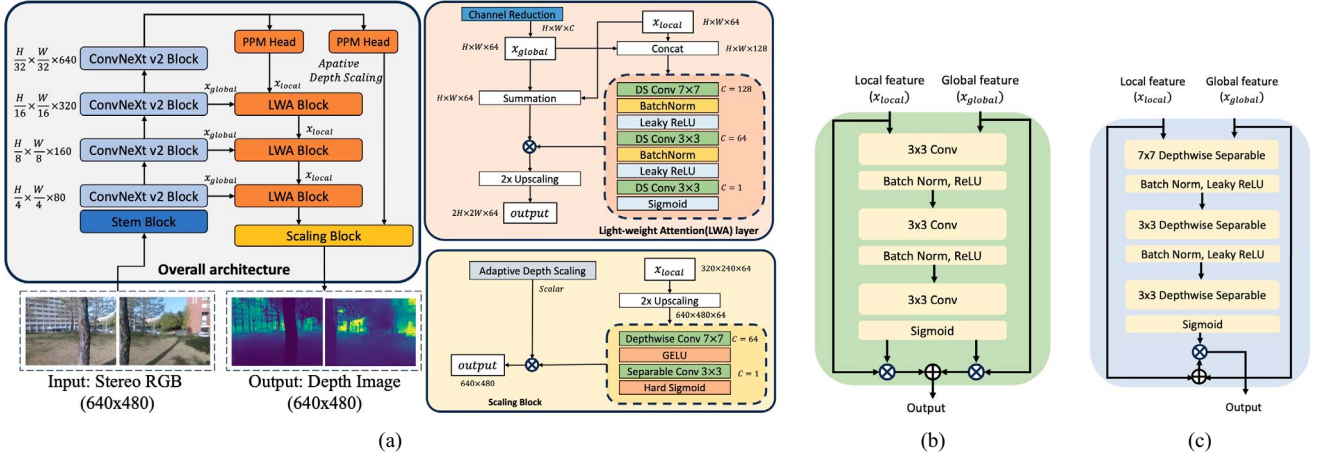 PPM Head
PPM Head
H/32 × W/32 ×640
ConvNeXt v2 Block
Apative
Depth Scaling
x_global
x_local
H/16 × W/16 ×320
ConvNeXt v2 Block
LWA Block
x_global
x_local
H/8 × W/8 ×160
ConvNeXt v2 Block
LWA Block
x_global
x_local
H/4 × W/4 ×80
ConvNeXt v2 Block
LWA Block
Stem Block
Scaling Block
Overall architecture
Input: Stereo RGB
(640x480)
Output: Depth Image
(640x480)
Channel Reduction
H×W×C
x_local
H×W×64
H×W×64
x_global
Concat
H×W×128
DS Conv 7×7
C = 128
BatchNorm
H×W×64
Summation
Leaky ReLU
DS Conv 3×3
C = 64
BatchNorm
2x Upscaling
Leaky ReLU
DS Conv 3×3
C = 1
2H×2W×64
output
Sigmoid
Light-weight Attention(LWA) layer
Adaptive Depth Scaling
Scalar
x_local
320×240×64
2x Upscaling
640×480×64
Depthwise Conv 7×7
C = 64
GELU
output
640×480
Separable Conv 3×3
C = 1
Hard Sigmoid
Scaling Block
(a)
Local feature
(x_local)
Global feature
(x_global)
3x3 Conv
Batch Norm, ReLU
3x3 Conv
Batch Norm, ReLU
3x3 Conv
Sigmoid
Output
(b)
Local feature
(x_local)
Global feature
(x_global)
7x7 Depthwise Separable
Batch Norm, Leaky ReLU
3x3 Depthwise Separable
Batch Norm, Leaky ReLU
3x3 Depthwise Separable
Sigmoid
Output
(c)